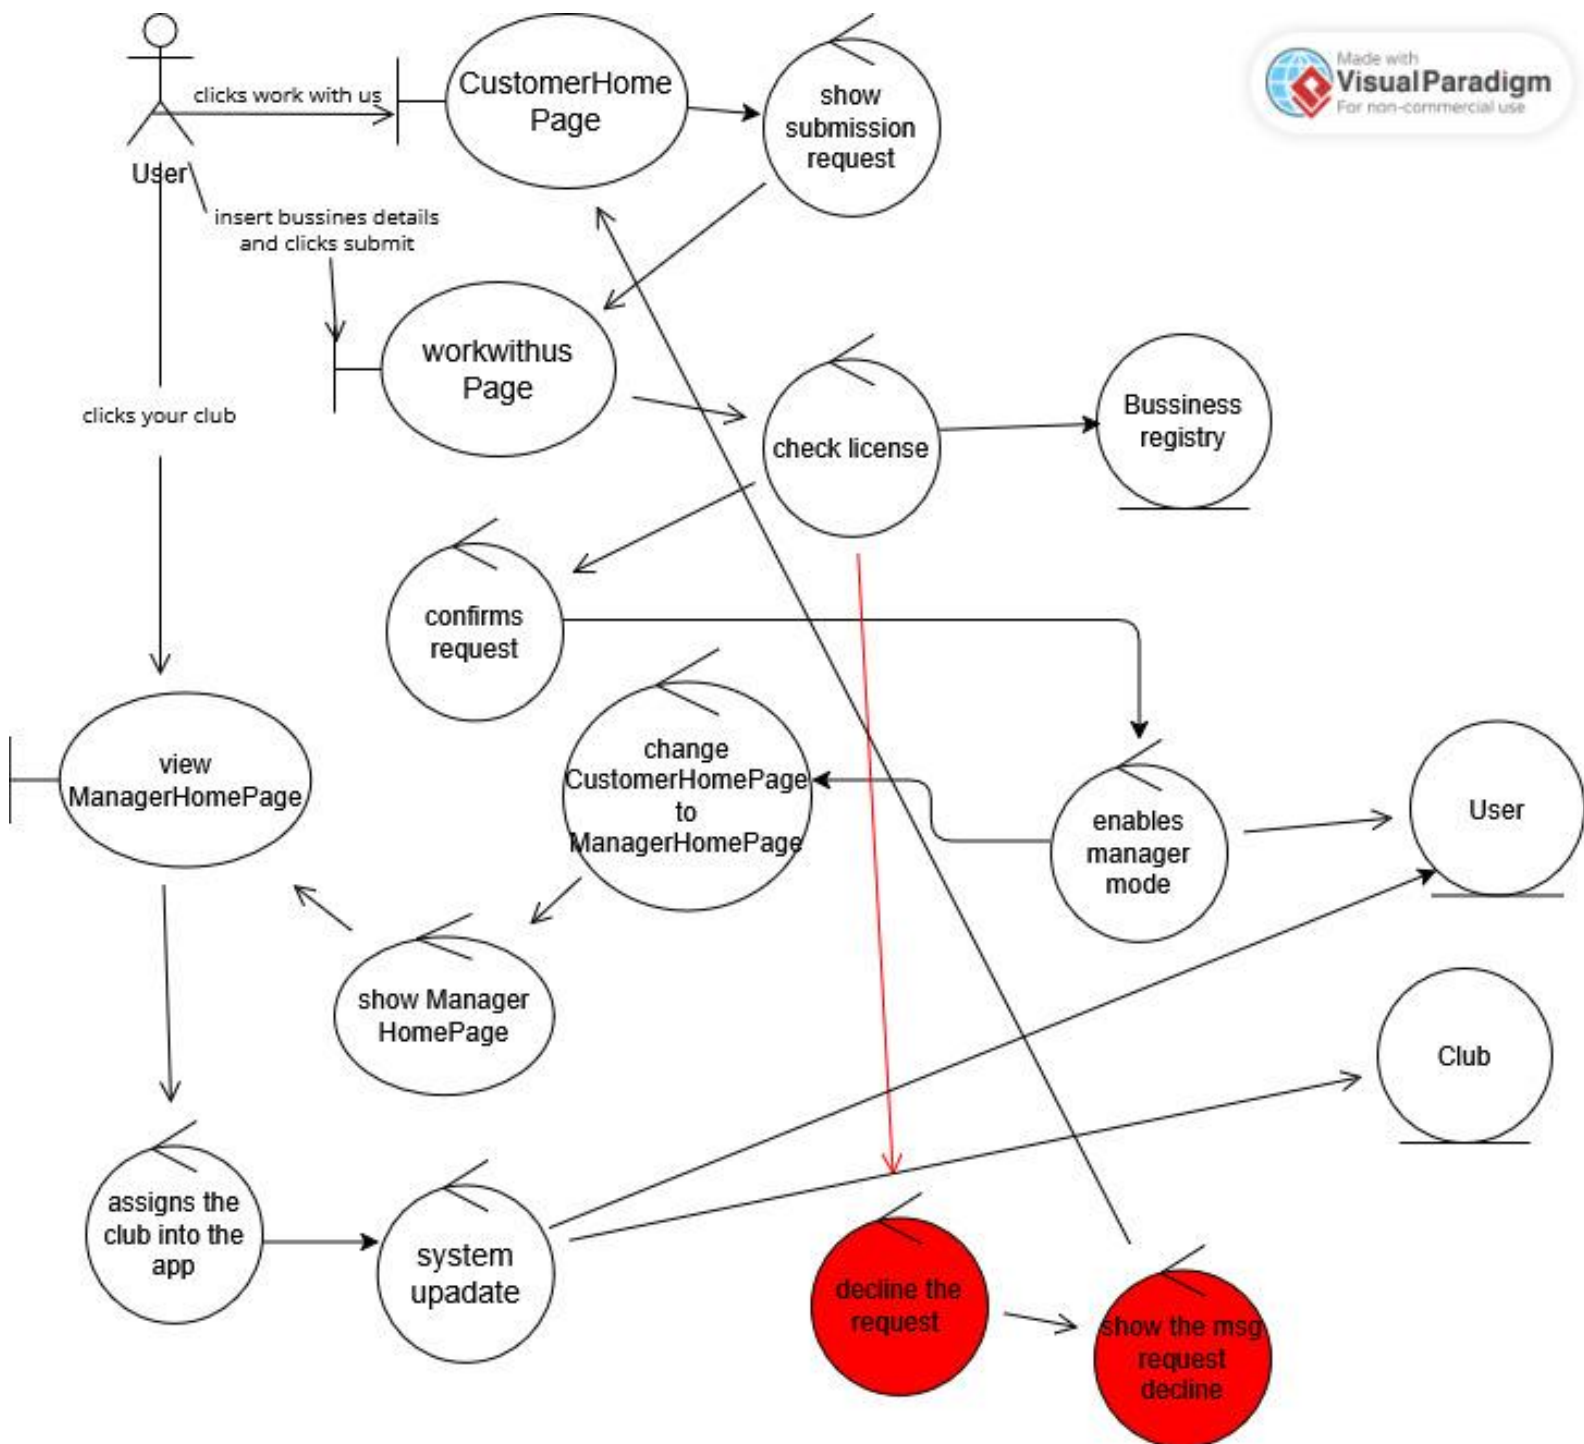 Made with
VisualParadigm
For non-commercial use
clicks work with us
CustomerHome
Page
show
submission
request
User
insert bussines details
and clicks submit
workwithus
Page
check license
Bussiness
registry
clicks your club
confirms
request
view
ManagerHomePage
change
CustomerHomePage
to
ManagerHomePage
enables
manager
mode
User
show Manager
HomePage
Club
assigns the
club into the
app
system
upadate
decline the
request
show the msg
request
decline